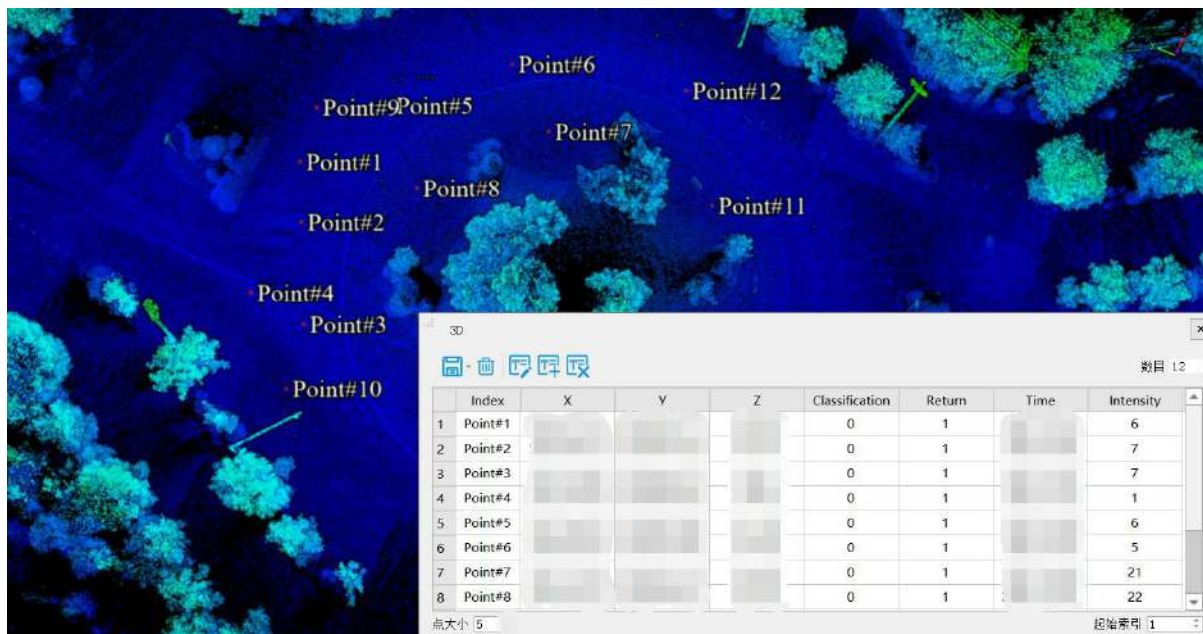 Point#6
Point#12
Point#9Point#5
Point#7
Point#1
Point#8
Point#11
Point#2
Point#4
Point#3
Point#10
3D
数目 12
Index X Y Z Classification Return Time Intensity
1 Point#1 0 1 6
2 Point#2 0 1 7
3 Point#3 0 1 7
4 Point#4 0 1 1
5 Point#5 0 1 6
6 Point#6 0 1 5
7 Point#7 0 1 21
8 Point#8 0 1 22
点大小 5 起始索引 1